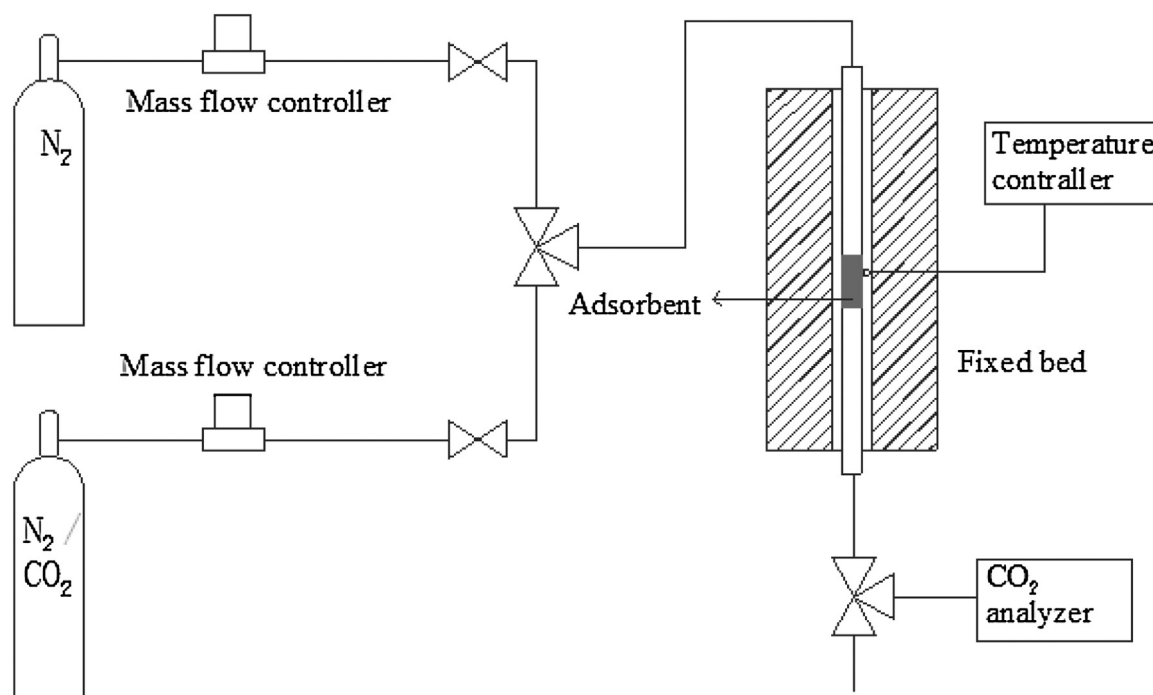 Mass flow controller
N₂
Temperature
contraller
Adsorbent
Mass flow controller
Fixed bed
N₂ /
CO₂
CO₂
analyzer